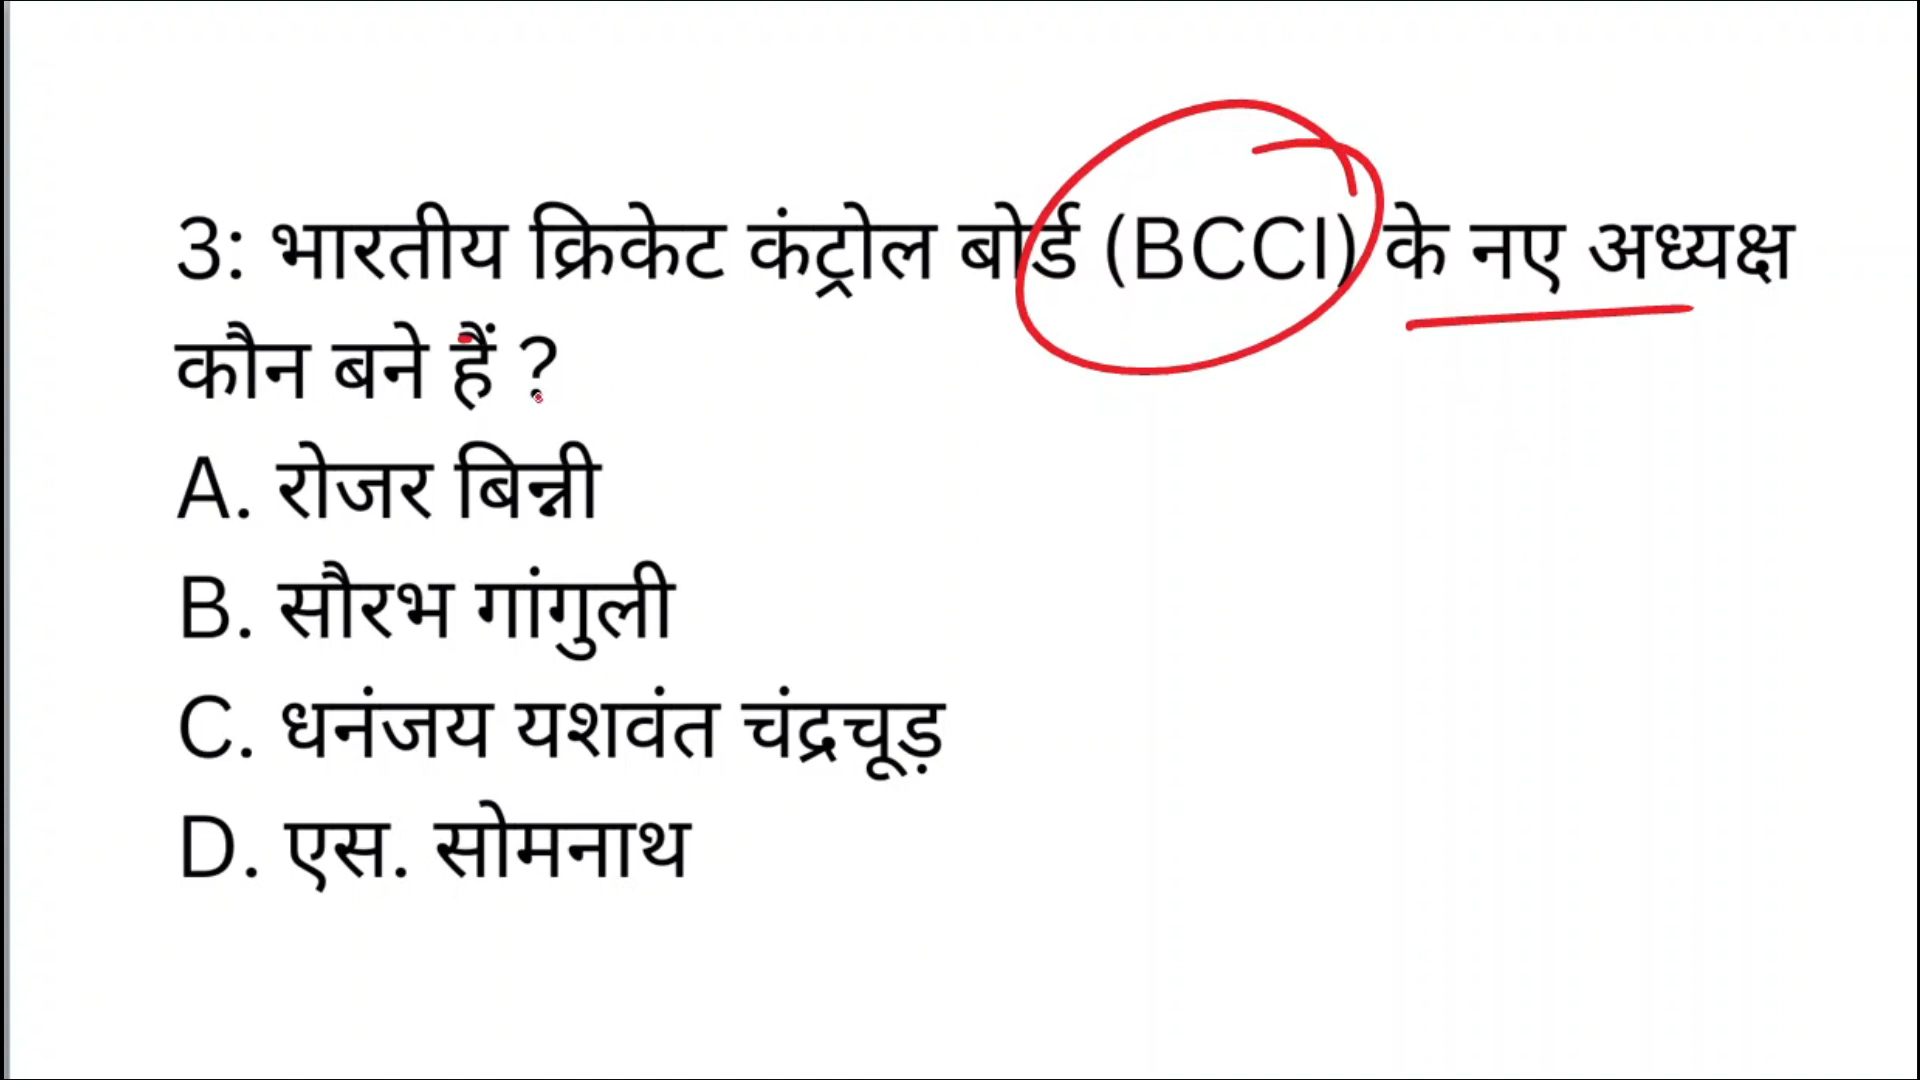 3: भारतीय क्रिकेट कंट्रोल बोर्ड (BCCI) के नए अध्यक्ष
कौन बने हैं ?
A. रोजर बिन्नी
B. सौरभ गांगुली
C. धनंजय यशवंत चंद्रचूड़
D. एस. सोमनाथ